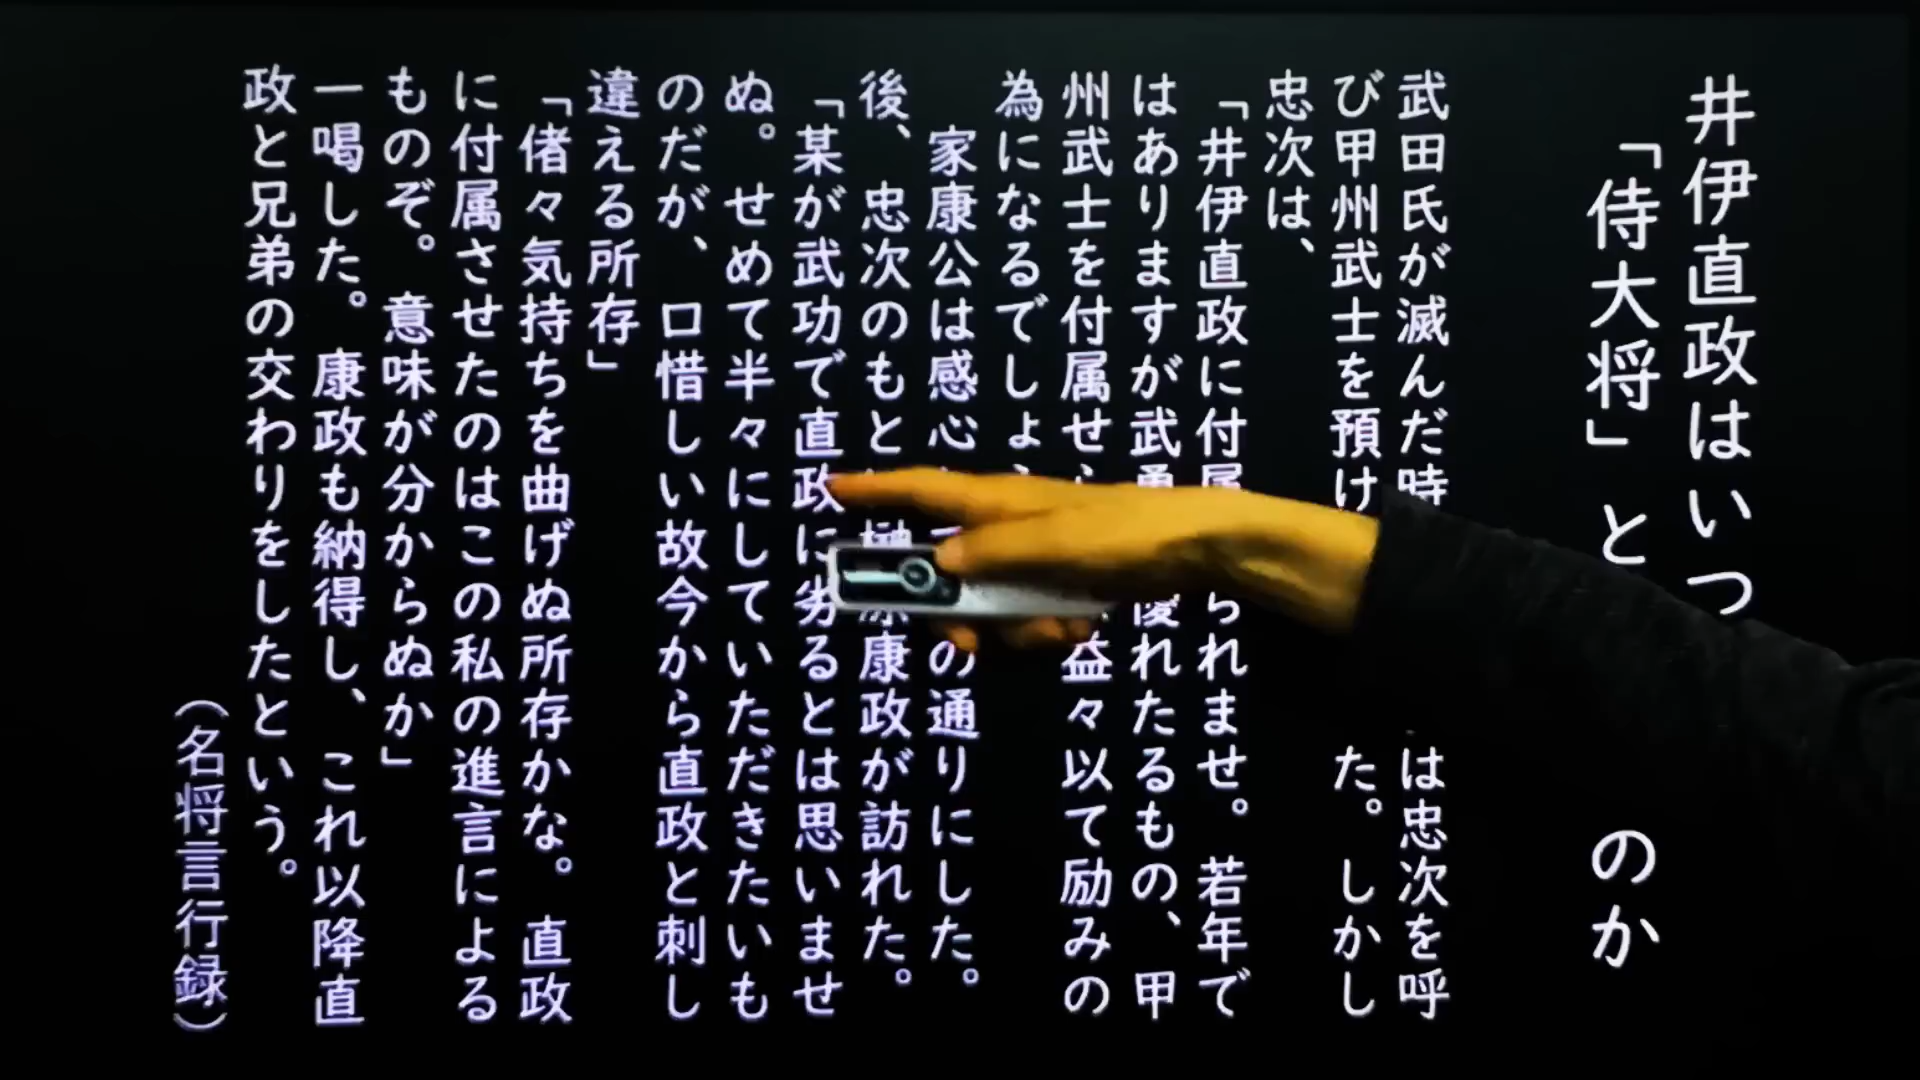 井伊直政はいつ
「侍大将」と のか
武田氏が滅んだ時 は忠次を呼
び甲州武士を預け た。しかし
忠次は、
「井伊直政に付属 られませ。若年で
はありますが武勇 優れたるもの、甲
州武士を付属せら 益々以て励みの
為になるでしょう
家康公は感心 の通りにした。
後、忠次のもと 榊原康政が訪れた。
「某が武功で直政に劣るとは思いませ
ぬ。せめて半々にしていただきたいも
のだが、口惜しい故今から直政と刺し
違える所存」
「偖々気持ちを曲げぬ所存かな。直政
に付属させたのはこの私の進言による
ものぞ。意味が分からぬか」
一喝した。康政も納得し、これ以降直
政と兄弟の交わりをしたという。
（名将言行録）